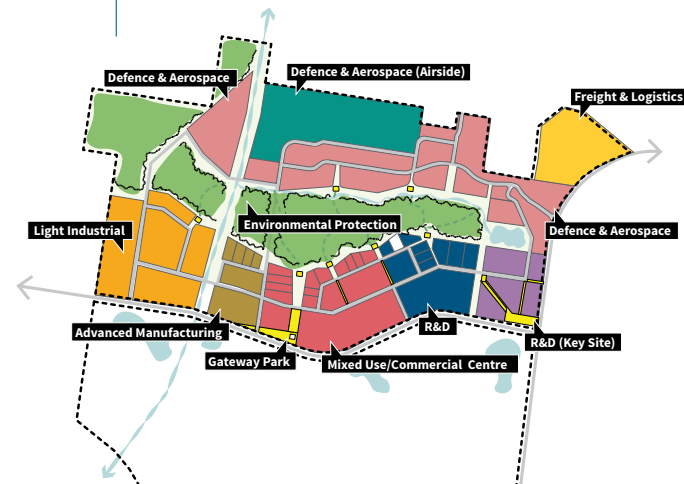 Defence & Aerospace (Airside)
Defence & Aerospace
Freight & Logistics
Environmental Protection
Light Industrial
Defence & Aerospace
Advanced Manufacturing
R&D
R&D (Key Site)
Gateway Park
Mixed Use/Commercial Centre